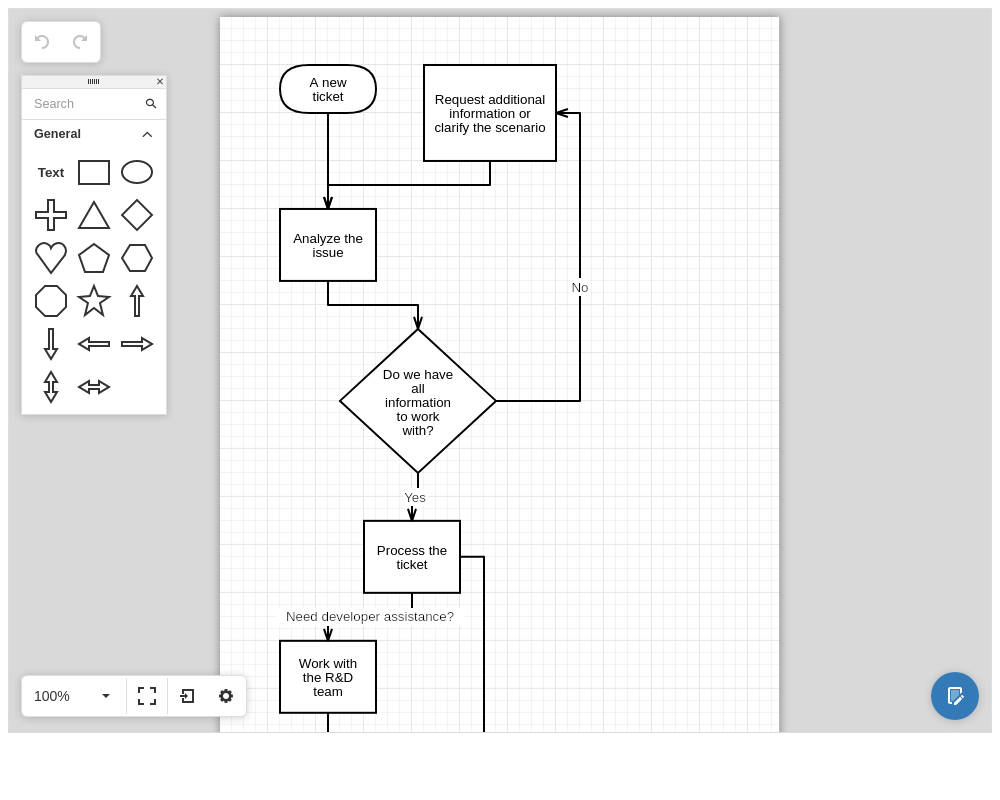 Search
General
Text
A new
ticket
Request additional
information or
clarify the scenario
Analyze the
issue
No
Do we have
all
information
to work
with?
Yes
Process the
ticket
Need developer assistance?
Work with
the R&D
team
100%